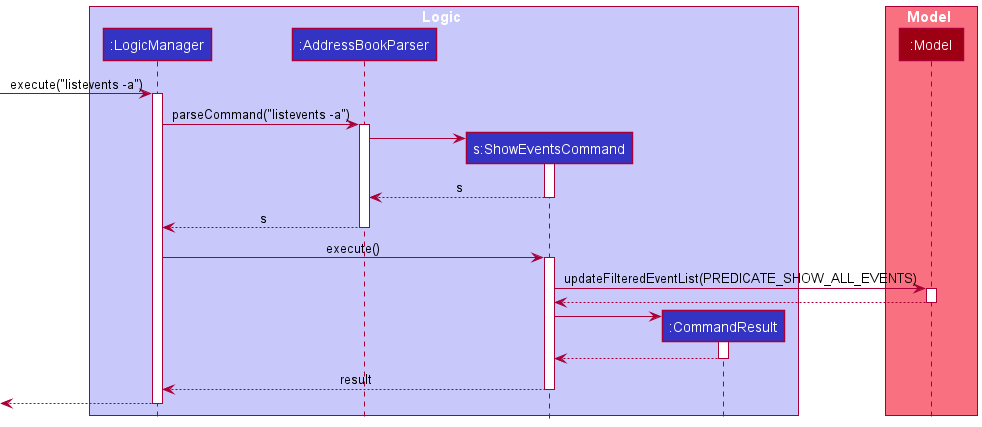 Logic
Model
:LogicManager
:AddressBookParser
:Model
execute("listevents -a")
parseCommand("listevents -a")
s:ShowEventsCommand
s
s
execute()
updateFilteredEventList(PREDICATE_SHOW_ALL_EVENTS)
:CommandResult
result